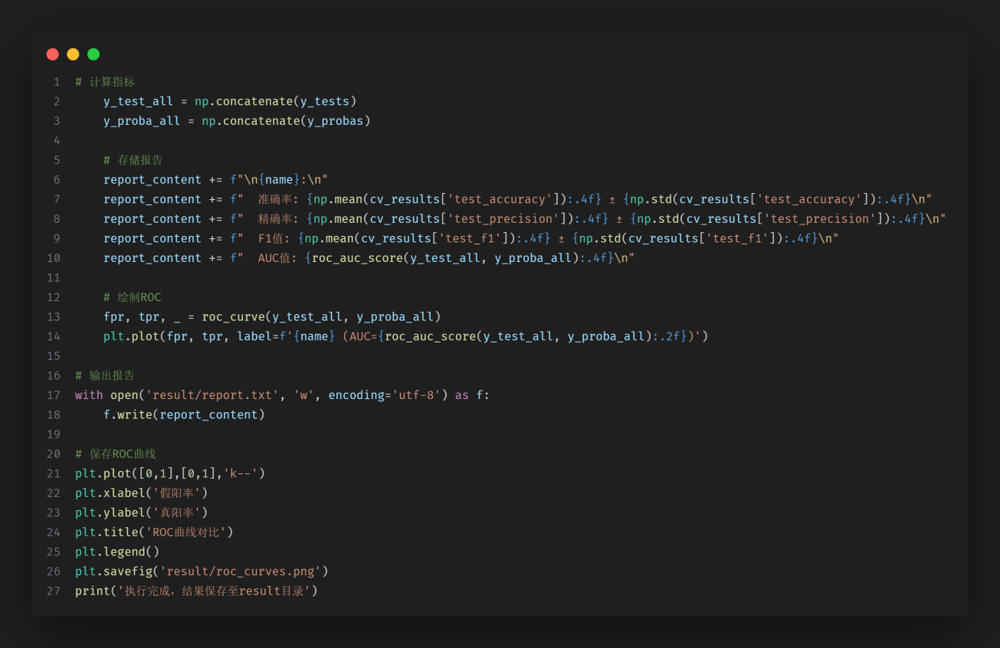 1 # 计算指标
2     y_test_all = np.concatenate(y_tests)
3     y_proba_all = np.concatenate(y_probas)
4
5     # 存储报告
6     report_content += f"\n{name}:\n"
7     report_content += f"  准确率: {np.mean(cv_results['test_accuracy']):.4f} ± {np.std(cv_results['test_accuracy']):.4f}\n"
8     report_content += f"  精确率: {np.mean(cv_results['test_precision']):.4f} ± {np.std(cv_results['test_precision']):.4f}\n"
9     report_content += f"  F1值: {np.mean(cv_results['test_f1']):.4f} ± {np.std(cv_results['test_f1']):.4f}\n"
10     report_content += f"  AUC值: {roc_auc_score(y_test_all, y_proba_all):.4f}\n"
11
12     # 绘制ROC
13     fpr, tpr, _ = roc_curve(y_test_all, y_proba_all)
14     plt.plot(fpr, tpr, label=f'{name} (AUC={roc_auc_score(y_test_all, y_proba_all):.2f})')
15
16 # 输出报告
17 with open('result/report.txt', 'w', encoding='utf-8') as f:
18     f.write(report_content)
19
20 # 保存ROC曲线
21 plt.plot([0,1],[0,1],'k--')
22 plt.xlabel('假阳率')
23 plt.ylabel('真阳率')
24 plt.title('ROC曲线对比')
25 plt.legend()
26 plt.savefig('result/roc_curves.png')
27 print('执行完成，结果保存至result目录')